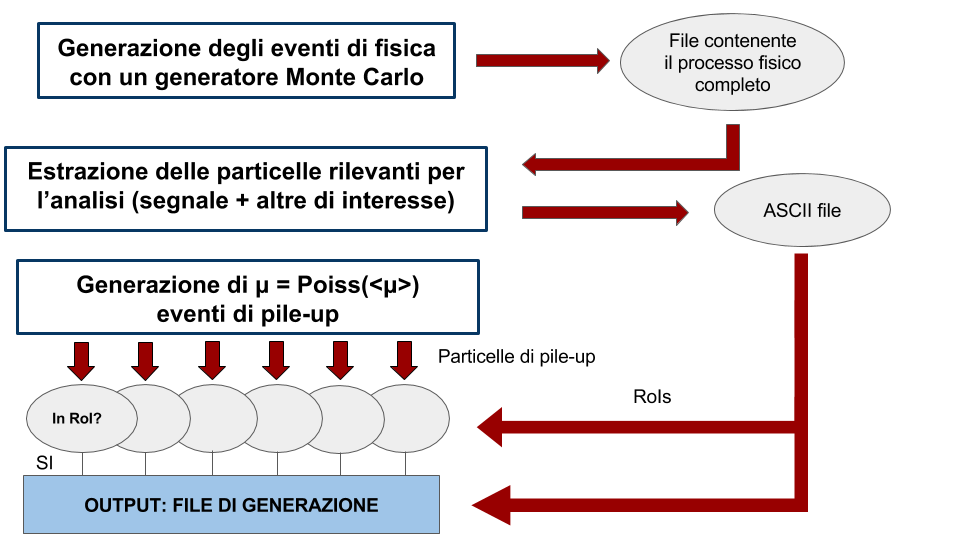 Generazione degli eventi di fisica
con un generatore Monte Carlo
File contenente
il processo fisico
completo
Estrazione delle particelle rilevanti per
l’analisi (segnale + altre di interesse)
ASCII file
Generazione di µ = Poiss(<µ>)
eventi di pile-up
Particelle di pile-up
RoIs
In RoI?
SI
OUTPUT: FILE DI GENERAZIONE